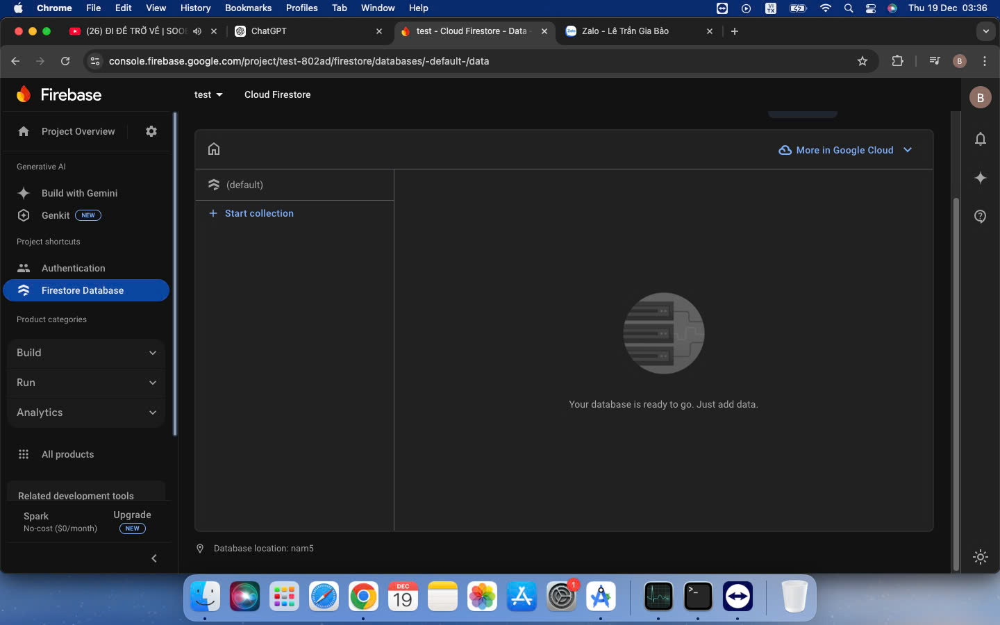 Chrome File Edit View History Bookmarks Profiles Tab Window Help VI TX Thu 19 Dec 03:36
(26) ĐI ĐỂ TRỞ VỀ | SOOB ChatGPT test - Cloud Firestore - Data - Zalo Zalo - Lê Trần Gia Bảo
console.firebase.google.com/project/test-802ad/firestore/databases/-default-/data B
Firebase test Cloud Firestore B
Project Overview
More in Google Cloud
Generative AI
(default)
Build with Gemini
Genkit NEW
Start collection
Project shortcuts
Authentication
Firestore Database
Product categories
Build
Run
Your database is ready to go. Just add data.
Analytics
All products
Related development tools
Spark Upgrade
No-cost ($0/month) NEW
Database location: nam5
DEC
19
1
>_